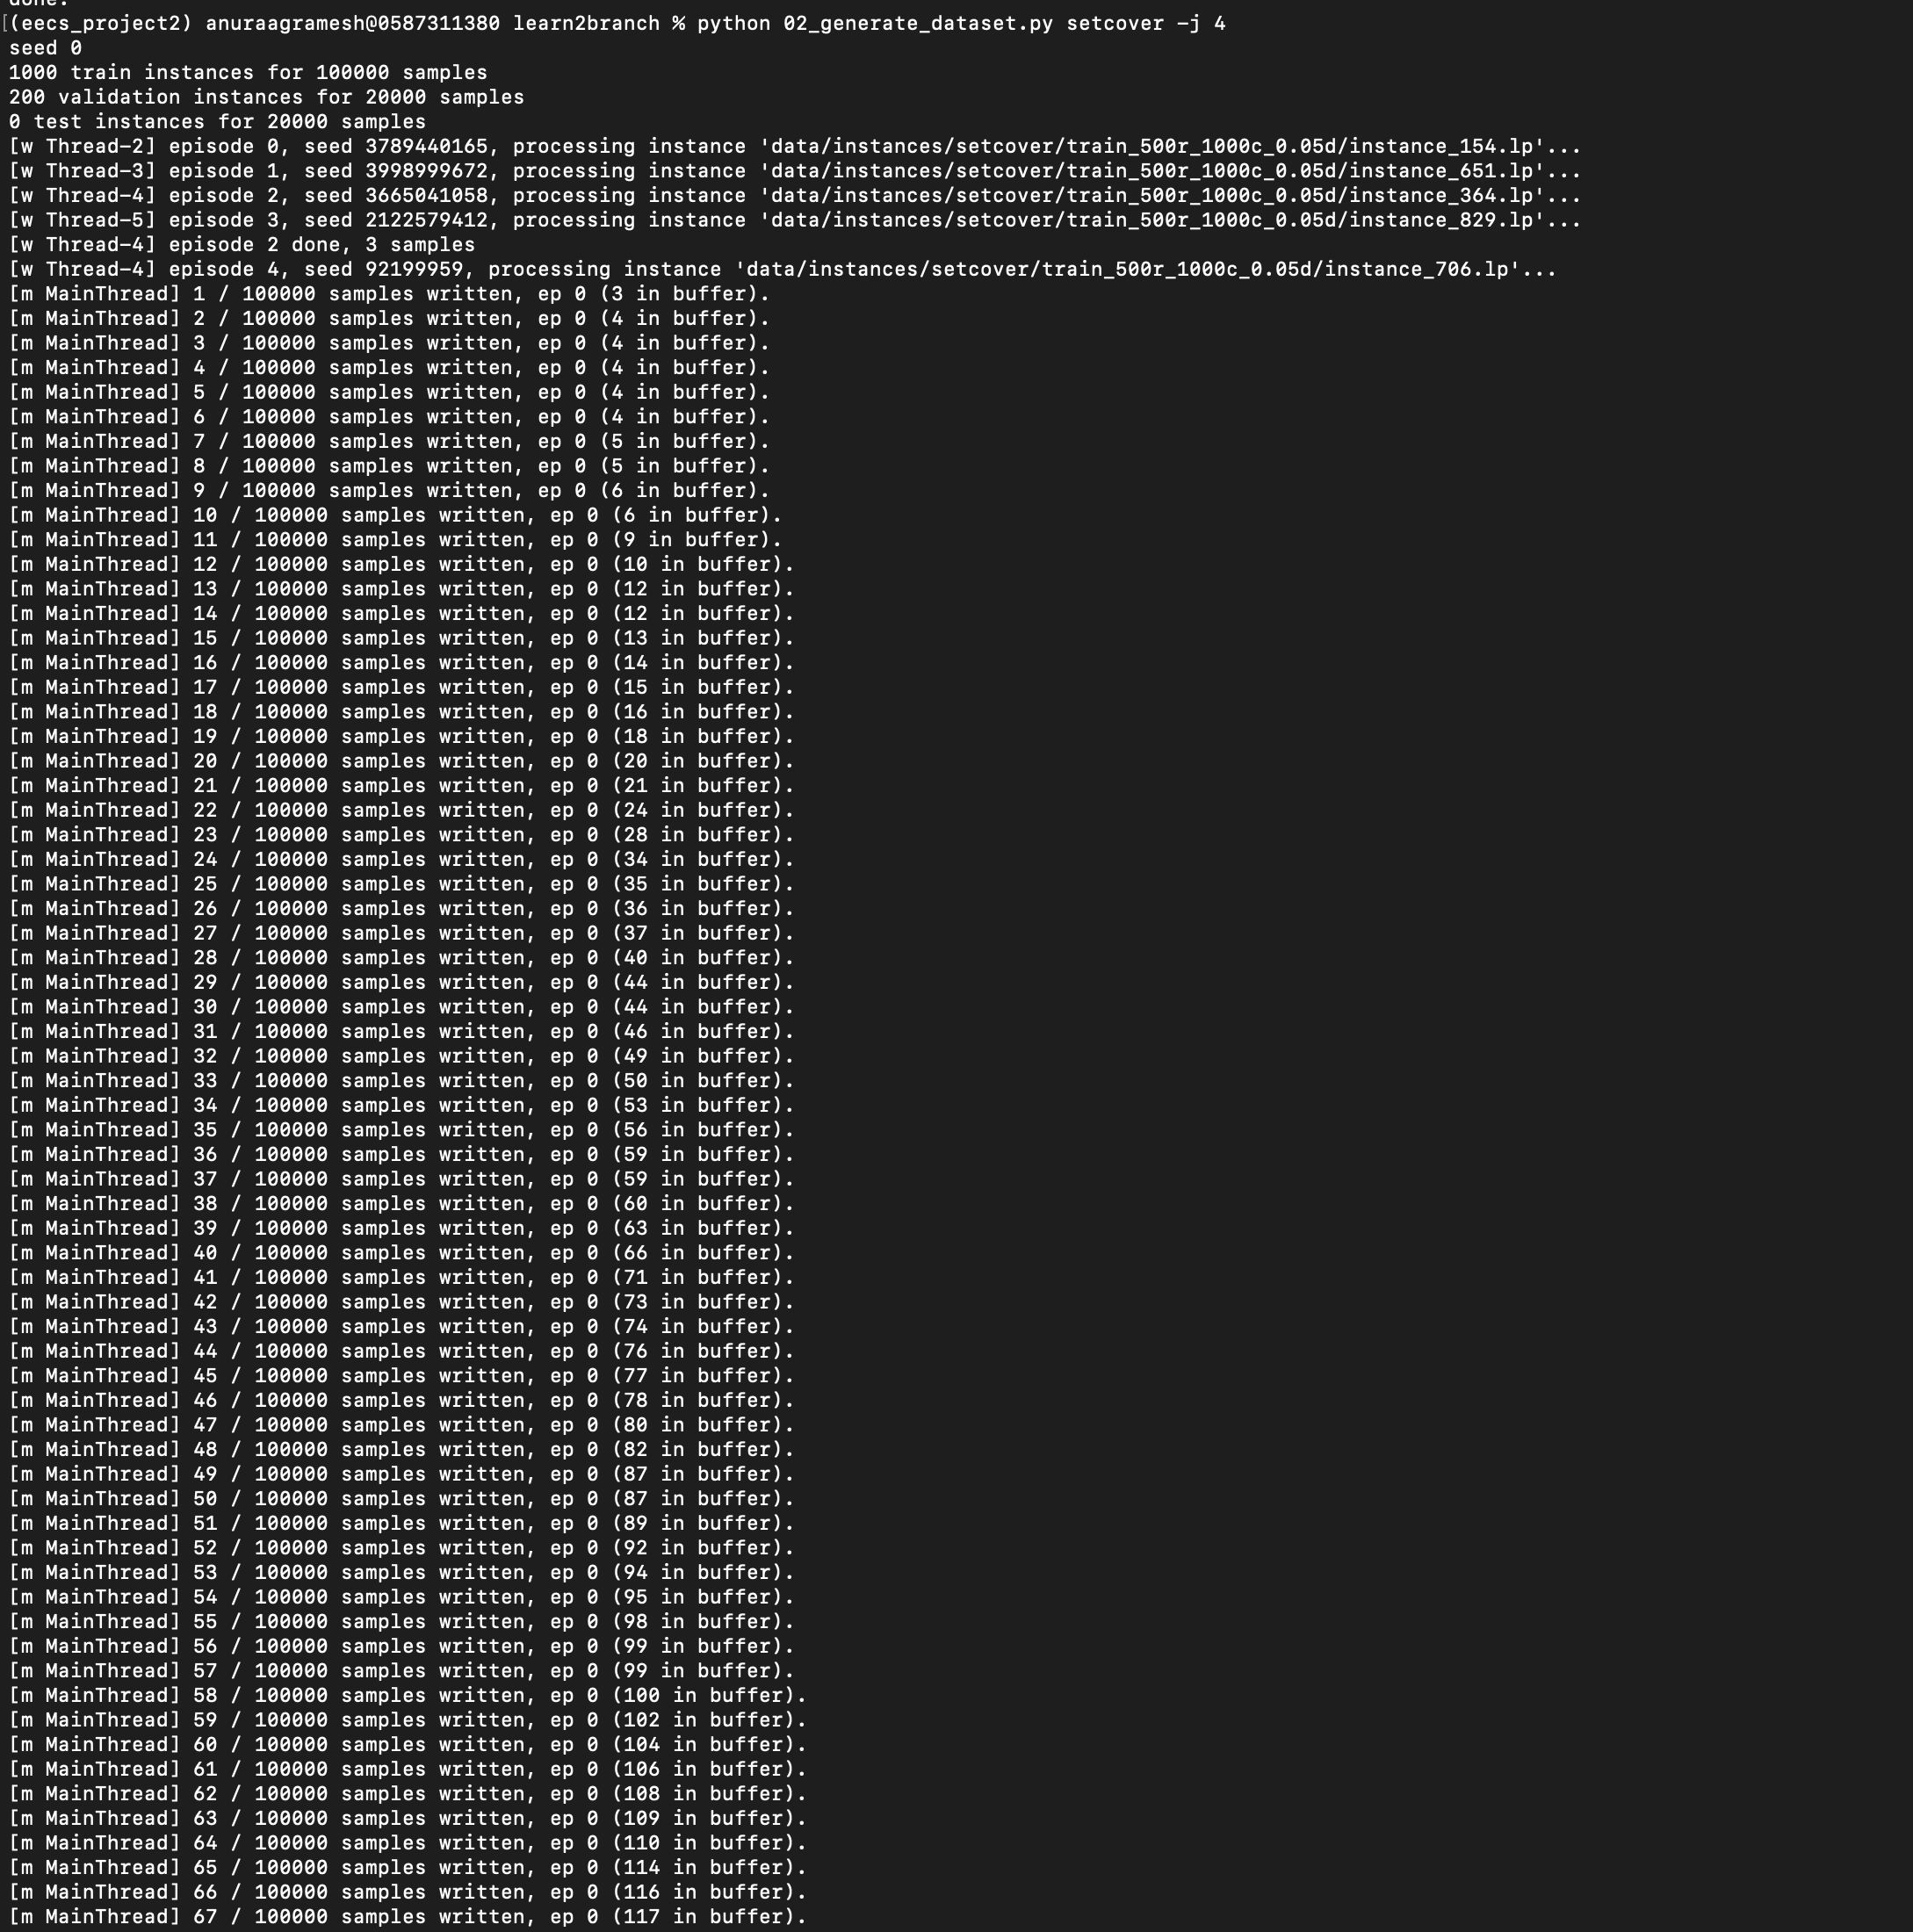 done.
[(eecs_project2) anuraagramesh@0587311380 learn2branch % python 02_generate_dataset.py setcover -j 4
seed 0
1000 train instances for 100000 samples
200 validation instances for 20000 samples
0 test instances for 20000 samples
[w Thread-2] episode 0, seed 3789440165, processing instance 'data/instances/setcover/train_500r_1000c_0.05d/instance_154.lp'...
[w Thread-3] episode 1, seed 3998999672, processing instance 'data/instances/setcover/train_500r_1000c_0.05d/instance_651.lp'...
[w Thread-4] episode 2, seed 3665041058, processing instance 'data/instances/setcover/train_500r_1000c_0.05d/instance_364.lp'...
[w Thread-5] episode 3, seed 2122579412, processing instance 'data/instances/setcover/train_500r_1000c_0.05d/instance_829.lp'...
[w Thread-4] episode 2 done, 3 samples
[w Thread-4] episode 4, seed 92199959, processing instance 'data/instances/setcover/train_500r_1000c_0.05d/instance_706.lp'...
[m MainThread] 1 / 100000 samples written, ep 0 (3 in buffer).
[m MainThread] 2 / 100000 samples written, ep 0 (4 in buffer).
[m MainThread] 3 / 100000 samples written, ep 0 (4 in buffer).
[m MainThread] 4 / 100000 samples written, ep 0 (4 in buffer).
[m MainThread] 5 / 100000 samples written, ep 0 (4 in buffer).
[m MainThread] 6 / 100000 samples written, ep 0 (4 in buffer).
[m MainThread] 7 / 100000 samples written, ep 0 (5 in buffer).
[m MainThread] 8 / 100000 samples written, ep 0 (5 in buffer).
[m MainThread] 9 / 100000 samples written, ep 0 (6 in buffer).
[m MainThread] 10 / 100000 samples written, ep 0 (6 in buffer).
[m MainThread] 11 / 100000 samples written, ep 0 (9 in buffer).
[m MainThread] 12 / 100000 samples written, ep 0 (10 in buffer).
[m MainThread] 13 / 100000 samples written, ep 0 (12 in buffer).
[m MainThread] 14 / 100000 samples written, ep 0 (12 in buffer).
[m MainThread] 15 / 100000 samples written, ep 0 (13 in buffer).
[m MainThread] 16 / 100000 samples written, ep 0 (14 in buffer).
[m MainThread] 17 / 100000 samples written, ep 0 (15 in buffer).
[m MainThread] 18 / 100000 samples written, ep 0 (16 in buffer).
[m MainThread] 19 / 100000 samples written, ep 0 (18 in buffer).
[m MainThread] 20 / 100000 samples written, ep 0 (20 in buffer).
[m MainThread] 21 / 100000 samples written, ep 0 (21 in buffer).
[m MainThread] 22 / 100000 samples written, ep 0 (24 in buffer).
[m MainThread] 23 / 100000 samples written, ep 0 (28 in buffer).
[m MainThread] 24 / 100000 samples written, ep 0 (34 in buffer).
[m MainThread] 25 / 100000 samples written, ep 0 (35 in buffer).
[m MainThread] 26 / 100000 samples written, ep 0 (36 in buffer).
[m MainThread] 27 / 100000 samples written, ep 0 (37 in buffer).
[m MainThread] 28 / 100000 samples written, ep 0 (40 in buffer).
[m MainThread] 29 / 100000 samples written, ep 0 (44 in buffer).
[m MainThread] 30 / 100000 samples written, ep 0 (44 in buffer).
[m MainThread] 31 / 100000 samples written, ep 0 (46 in buffer).
[m MainThread] 32 / 100000 samples written, ep 0 (49 in buffer).
[m MainThread] 33 / 100000 samples written, ep 0 (50 in buffer).
[m MainThread] 34 / 100000 samples written, ep 0 (53 in buffer).
[m MainThread] 35 / 100000 samples written, ep 0 (56 in buffer).
[m MainThread] 36 / 100000 samples written, ep 0 (59 in buffer).
[m MainThread] 37 / 100000 samples written, ep 0 (59 in buffer).
[m MainThread] 38 / 100000 samples written, ep 0 (60 in buffer).
[m MainThread] 39 / 100000 samples written, ep 0 (63 in buffer).
[m MainThread] 40 / 100000 samples written, ep 0 (66 in buffer).
[m MainThread] 41 / 100000 samples written, ep 0 (71 in buffer).
[m MainThread] 42 / 100000 samples written, ep 0 (73 in buffer).
[m MainThread] 43 / 100000 samples written, ep 0 (74 in buffer).
[m MainThread] 44 / 100000 samples written, ep 0 (76 in buffer).
[m MainThread] 45 / 100000 samples written, ep 0 (77 in buffer).
[m MainThread] 46 / 100000 samples written, ep 0 (78 in buffer).
[m MainThread] 47 / 100000 samples written, ep 0 (80 in buffer).
[m MainThread] 48 / 100000 samples written, ep 0 (82 in buffer).
[m MainThread] 49 / 100000 samples written, ep 0 (87 in buffer).
[m MainThread] 50 / 100000 samples written, ep 0 (87 in buffer).
[m MainThread] 51 / 100000 samples written, ep 0 (89 in buffer).
[m MainThread] 52 / 100000 samples written, ep 0 (92 in buffer).
[m MainThread] 53 / 100000 samples written, ep 0 (94 in buffer).
[m MainThread] 54 / 100000 samples written, ep 0 (95 in buffer).
[m MainThread] 55 / 100000 samples written, ep 0 (98 in buffer).
[m MainThread] 56 / 100000 samples written, ep 0 (99 in buffer).
[m MainThread] 57 / 100000 samples written, ep 0 (99 in buffer).
[m MainThread] 58 / 100000 samples written, ep 0 (100 in buffer).
[m MainThread] 59 / 100000 samples written, ep 0 (102 in buffer).
[m MainThread] 60 / 100000 samples written, ep 0 (104 in buffer).
[m MainThread] 61 / 100000 samples written, ep 0 (106 in buffer).
[m MainThread] 62 / 100000 samples written, ep 0 (108 in buffer).
[m MainThread] 63 / 100000 samples written, ep 0 (109 in buffer).
[m MainThread] 64 / 100000 samples written, ep 0 (110 in buffer).
[m MainThread] 65 / 100000 samples written, ep 0 (114 in buffer).
[m MainThread] 66 / 100000 samples written, ep 0 (116 in buffer).
[m MainThread] 67 / 100000 samples written, ep 0 (117 in buffer).